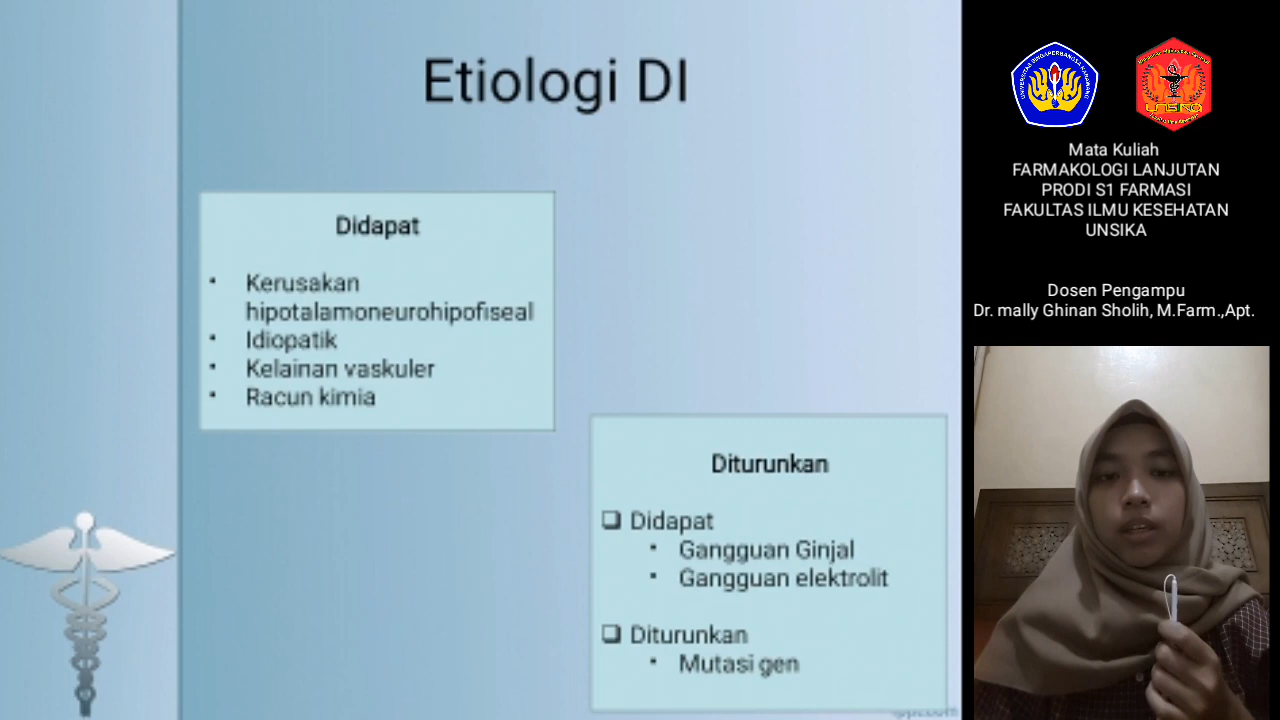 Etiologi DI
Didapat
• Kerusakan
hipotalamoneurohipofiseal
• Idiopatik
• Kelainan vaskuler
• Racun kimia
Diturunkan
❑ Didapat
• Gangguan Ginjal
• Gangguan elektrolit
❑ Diturunkan
• Mutasi gen
UNSIKA
Mata Kuliah
FARMAKOLOGI LANJUTAN
PRODI S1 FARMASI
FAKULTAS ILMU KESEHATAN
UNSIKA
Dosen Pengampu
Dr. mally Ghinan Sholih, M.Farm.,Apt.